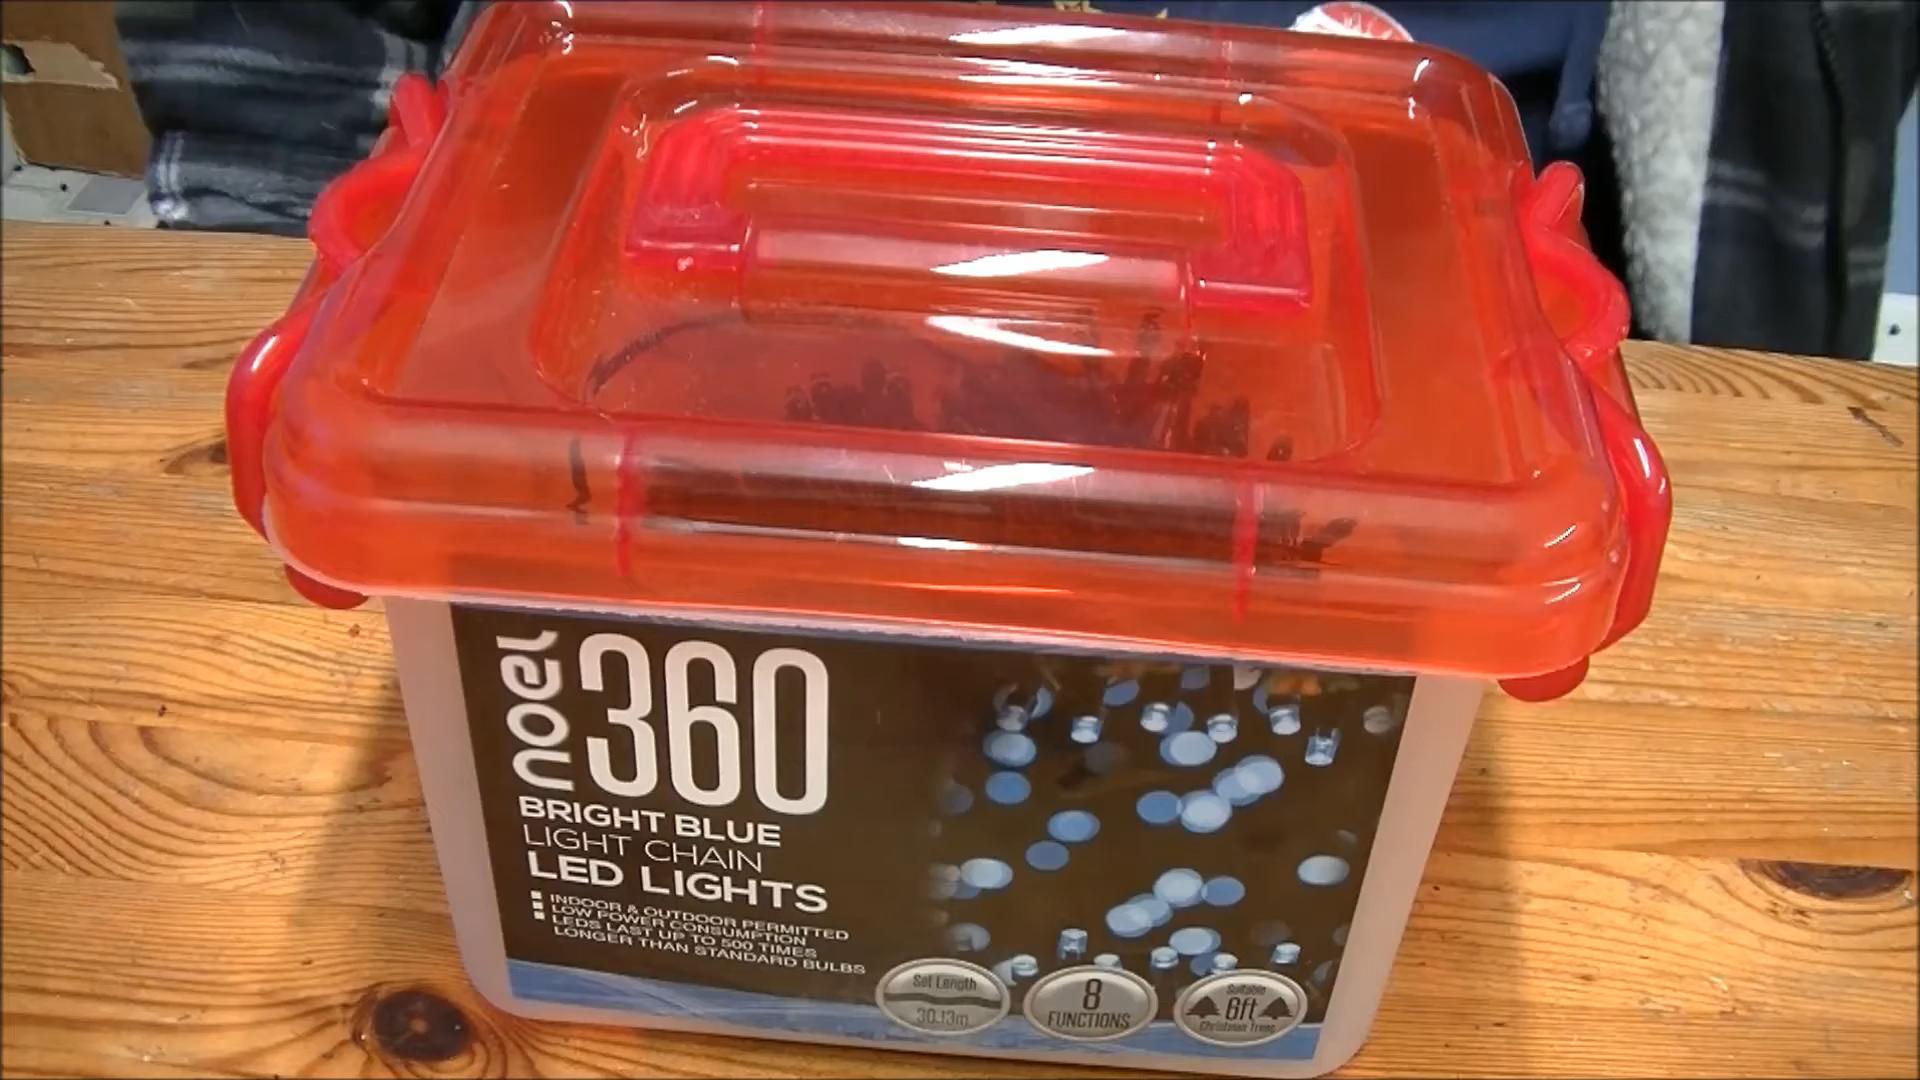 noel
360
BRIGHT BLUE
LIGHT CHAIN
LED LIGHTS
INDOOR & OUTDOOR PERMITTED
LOW POWER CONSUMPTION
LEDS LAST UP TO 500 TIMES
LONGER THAN STANDARD BULBS
Set Length
30.13m
8
FUNCTIONS
Suitable
6ft
Christmas Trees